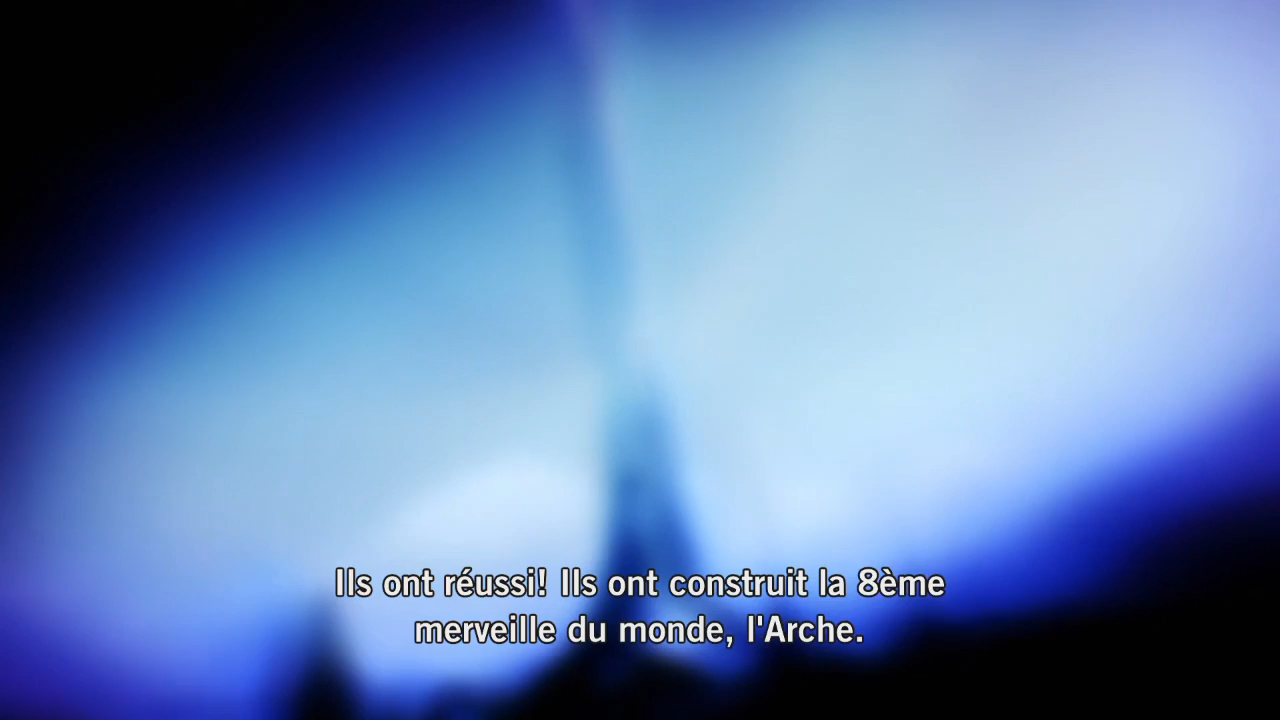 Ils ont réussi! Ils ont construit la 8ème
merveille du monde, l'Arche.